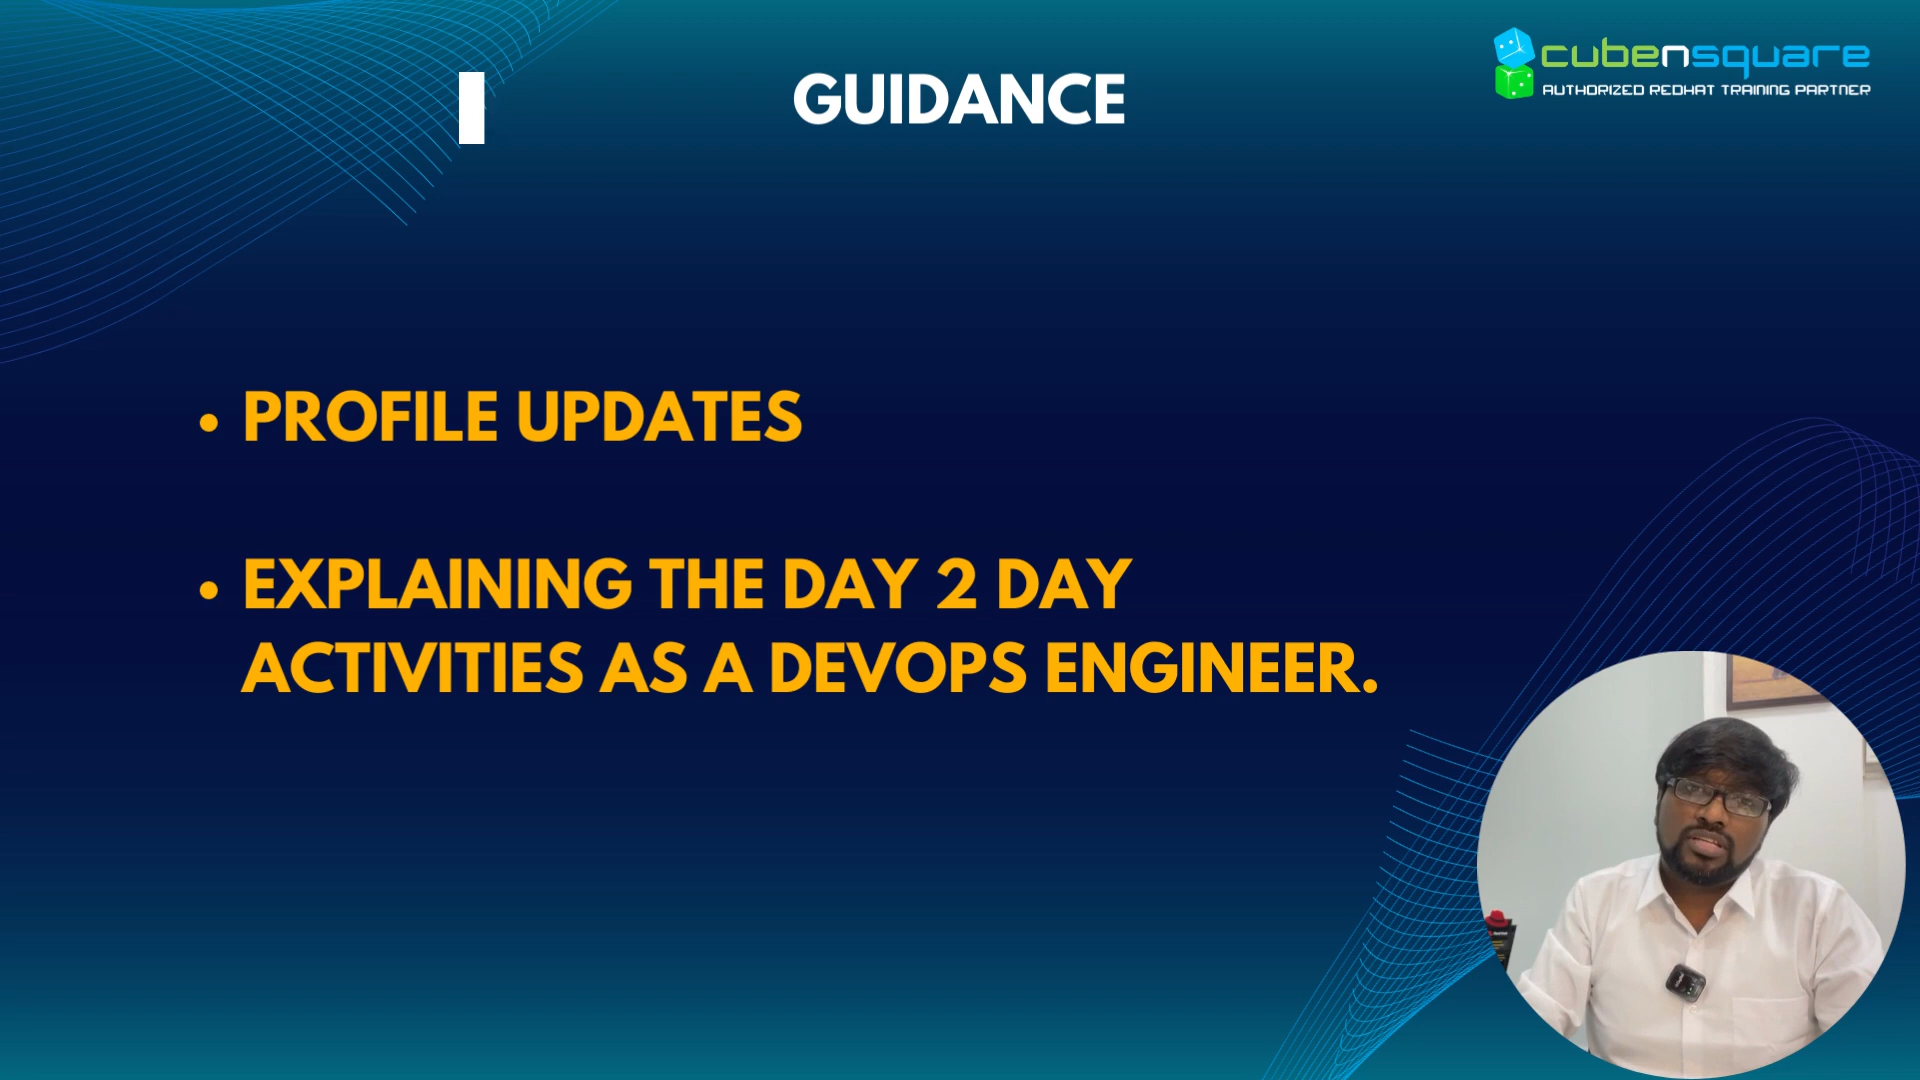 GUIDANCE
cubensquare
AUTHORIZED REDHAT TRAINING PARTNER
• PROFILE UPDATES
• EXPLAINING THE DAY 2 DAY
ACTIVITIES AS A DEVOPS ENGINEER.